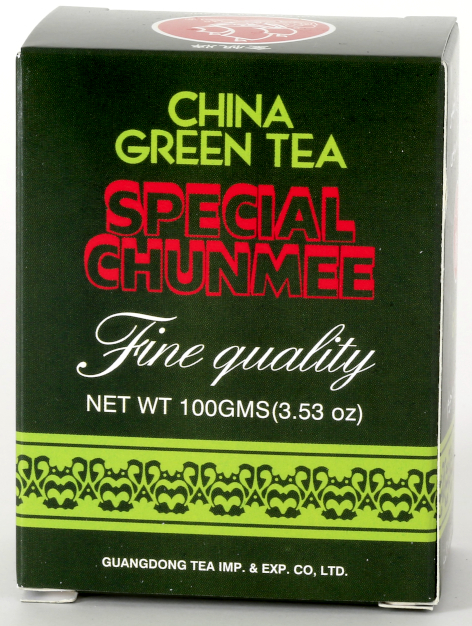 CHINA
GREEN TEA
SPECIAL
CHUNMEE
Fine quality
NET WT 100GMS(3.53 oz)
GUANGDONG TEA IMP. & EXP. CO, LTD.